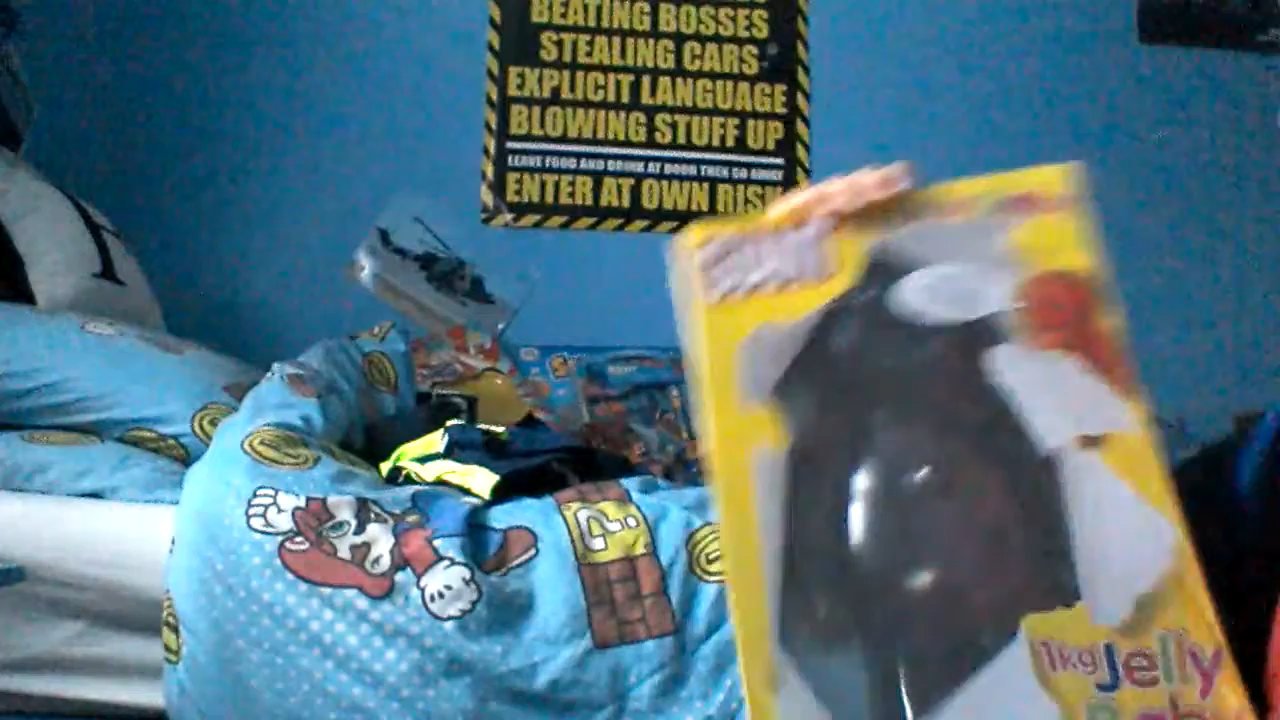 BEATING BOSSES
STEALING CARS
EXPLICIT LANGUAGE
BLOWING STUFF UP
LEAVE FOOD AND DRINK AT DOOR THEN GO AWAY
ENTER AT OWN RISK
?
1kg Jelly